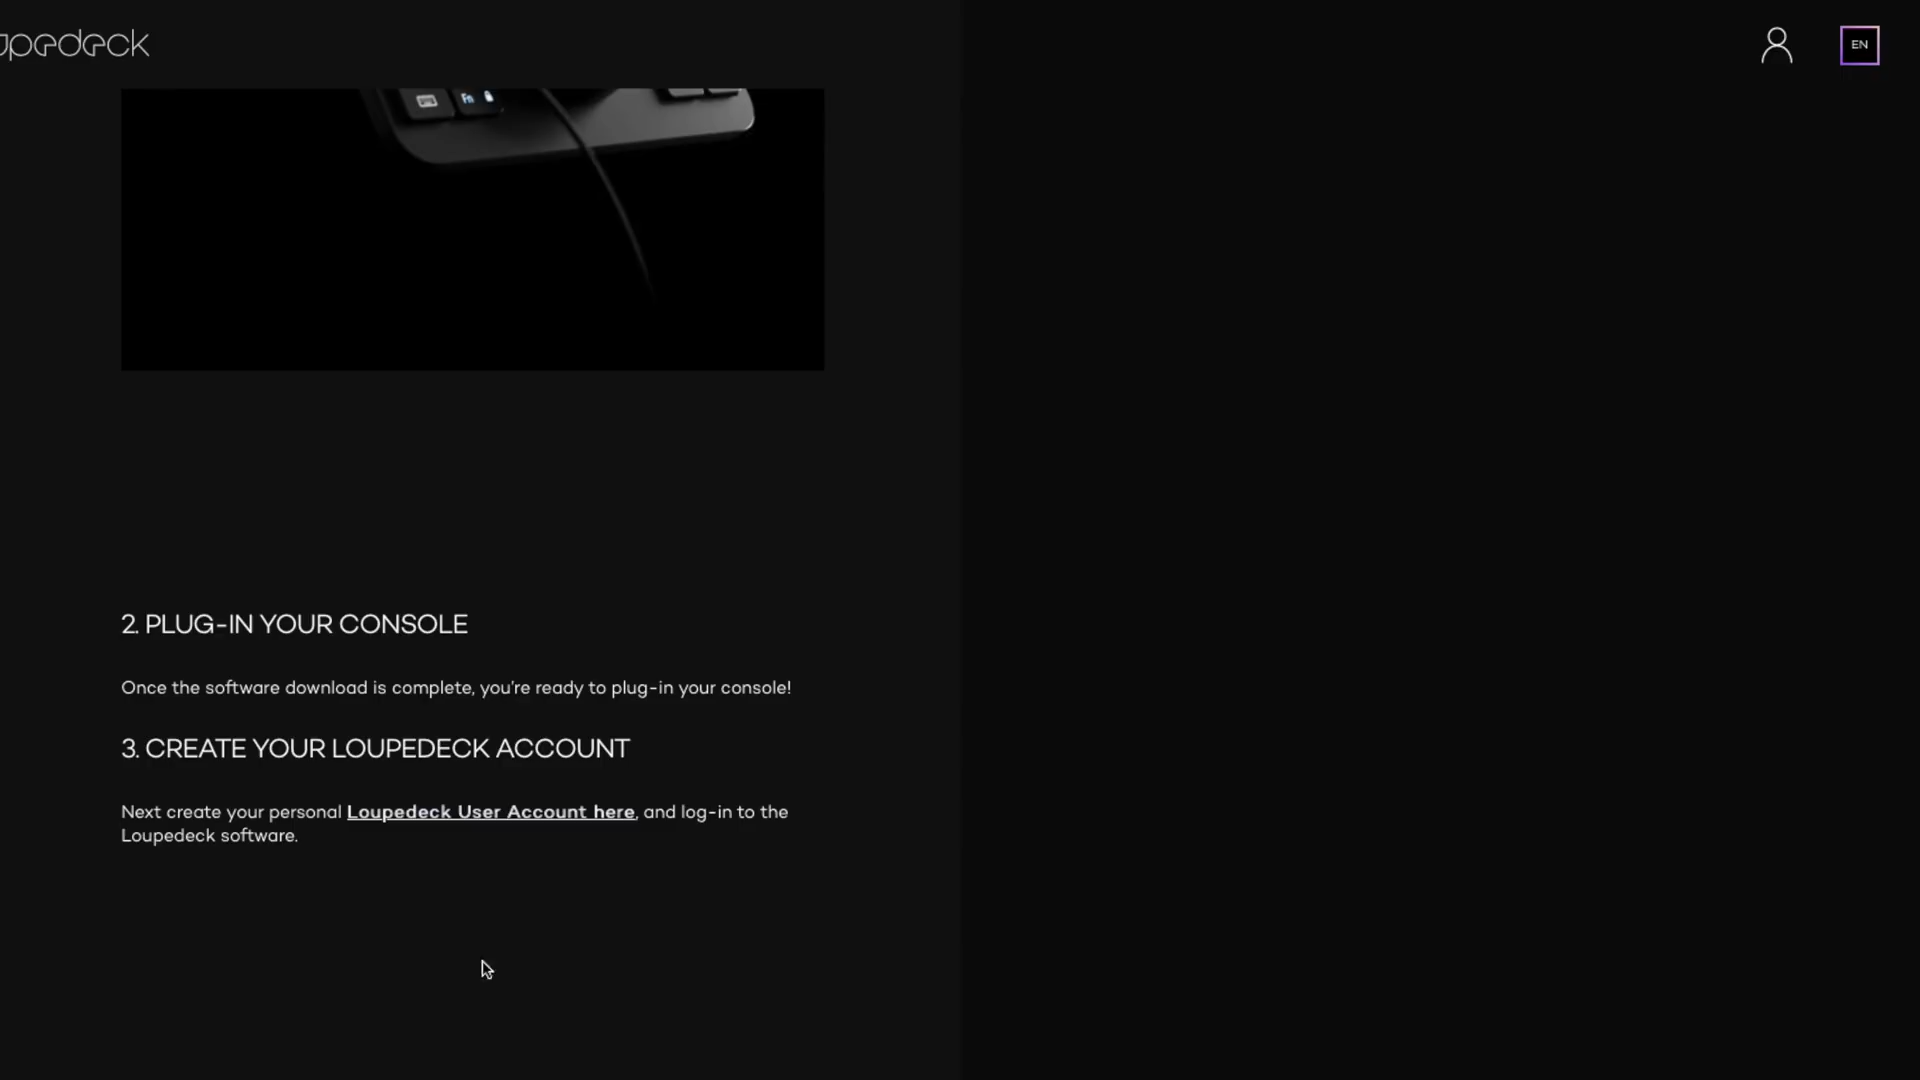 upedeck
EN
Fn
2. PLUG-IN YOUR CONSOLE
Once the software download is complete, you're ready to plug-in your console!
3. CREATE YOUR LOUPEDECK ACCOUNT
Next create your personal Loupedeck User Account here, and log-in to the
Loupedeck software.